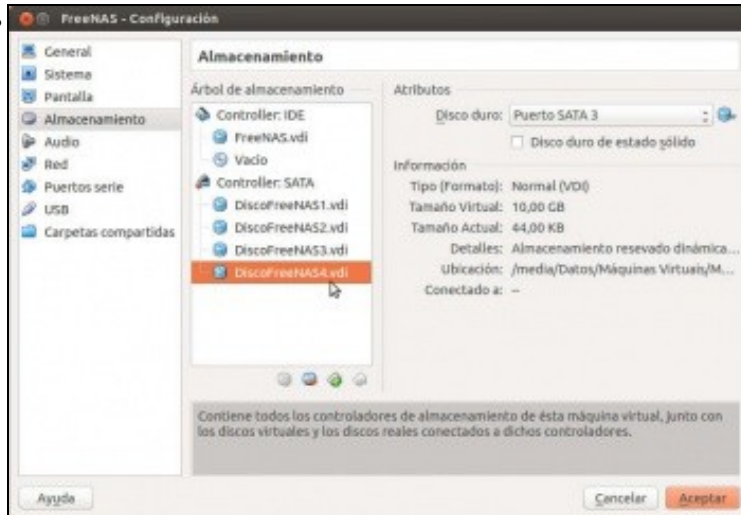 FreeNAS - Configuración
General
Sistema
Pantalla
Almacenamiento
Audio
Red
Puertos serie
USB
Carpetas compartidas
Almacenamiento
Árbol de almacenamiento
Controller: IDE
FreeNAS.vdi
Vacío
Controller: SATA
DiscoFreeNAS1.vdi
DiscoFreeNAS2.vdi
DiscoFreeNAS3.vdi
DiscoFreeNAS4.vdi
Atributos
Disco duro: Puerto SATA 3
Disco duro de estado sólido
Información
Tipo (Formato): Normal (VDI)
Tamaño Virtual: 10,00 GB
Tamaño Actual: 44,00 KB
Detalles: Almacenamiento resevado dinámica...
Ubicación: /media/Datos/Máquinas Virtuais/M...
Conectado a: --
Contiene todos los controladores de almacenamiento de ésta máquina virtual, junto con
los discos virtuales y los discos reales conectados a dichos controladores.
Ayuda
Cancelar
Aceptar